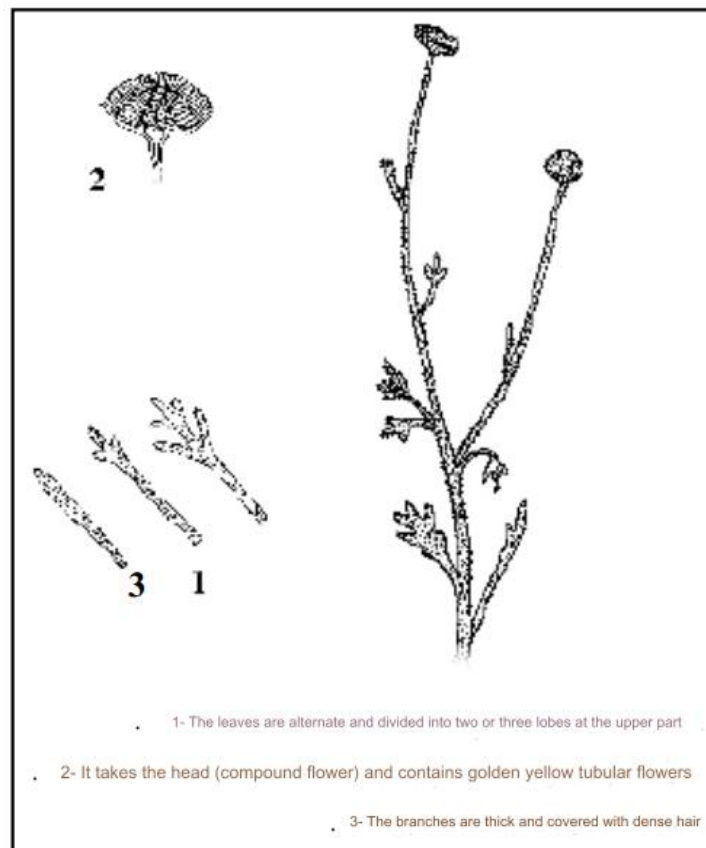 2
3 1
1- The leaves are alternate and divided into two or three lobes at the upper part
2- It takes the head (compound flower) and contains golden yellow tubular flowers
3- The branches are thick and covered with dense hair